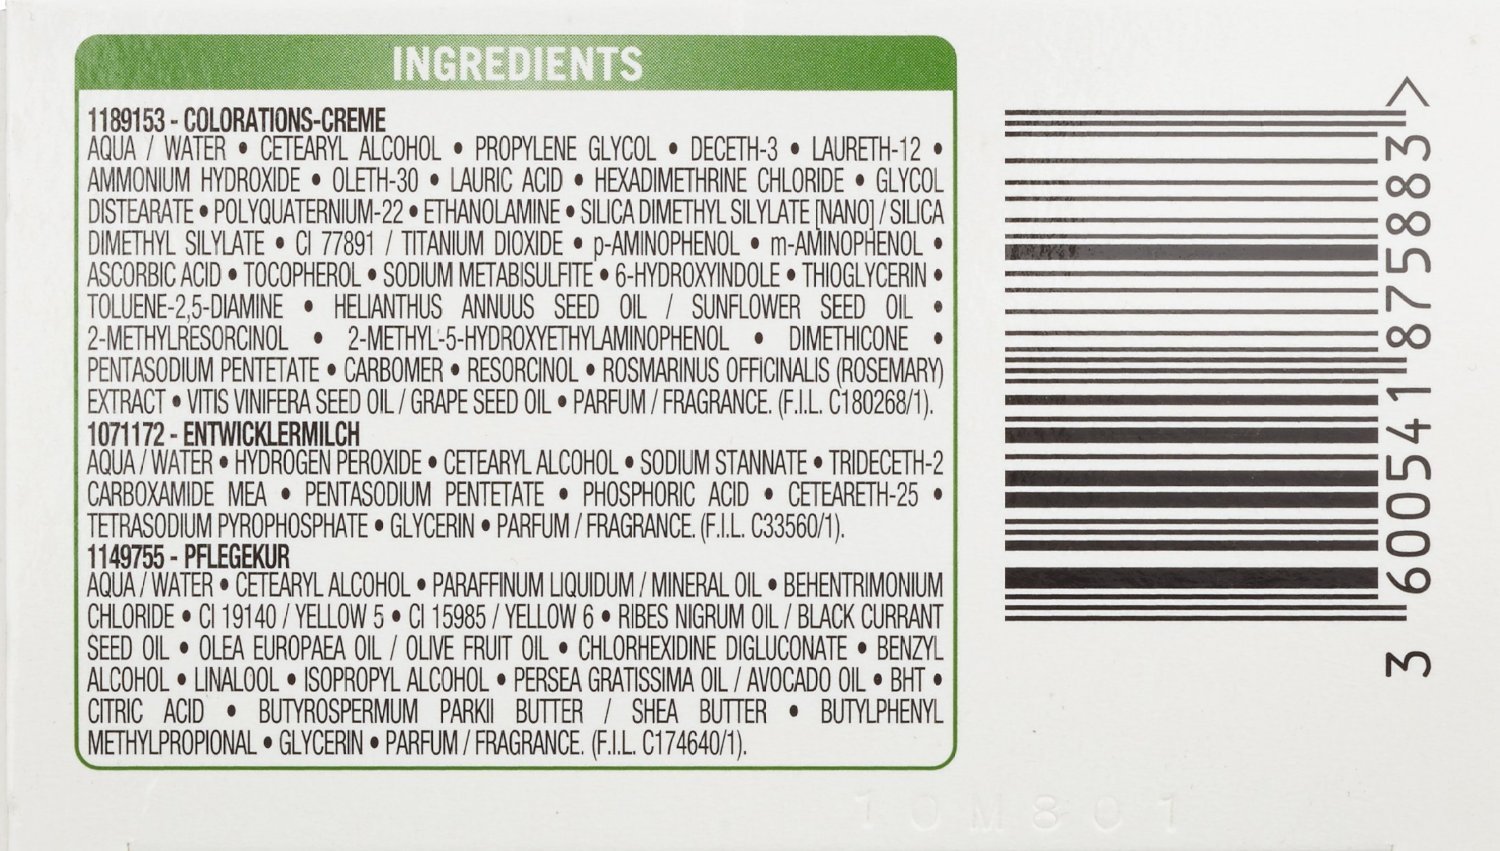 INGREDIENTS
1189153 - COLORATIONS-CREME
AQUA / WATER • CETEARYL ALCOHOL • PROPYLENE GLYCOL • DECETH-3 • LAURETH-12 •
AMMONIUM HYDROXIDE • OLETH-30 • LAURIC ACID • HEXADIMETHRINE CHLORIDE • GLYCOL
DISTEARATE • POLYQUATERNIUM-22 • ETHANOLAMINE • SILICA DIMETHYL SILYLATE [NANO] / SILICA
DIMETHYL SILYLATE • CI 77891 / TITANIUM DIOXIDE • p-AMINOPHENOL • m-AMINOPHENOL •
ASCORBIC ACID • TOCOPHEROL • SODIUM METABISULFITE • 6-HYDROXYINDOLE • THIOGLYCERIN •
TOLUENE-2,5-DIAMINE • HELIANTHUS ANNUUS SEED OIL / SUNFLOWER SEED OIL •
2-METHYLRESORCINOL • 2-METHYL-5-HYDROXYETHYLAMINOPHENOL • DIMETHICONE •
PENTASODIUM PENTETATE • CARBOMER • RESORCINOL • ROSMARINUS OFFICINALIS (ROSEMARY)
EXTRACT • VITIS VINIFERA SEED OIL / GRAPE SEED OIL • PARFUM / FRAGRANCE. (F.I.L. C180268/1).
1071172 - ENTWICKLERMILCH
AQUA / WATER • HYDROGEN PEROXIDE • CETEARYL ALCOHOL • SODIUM STANNATE • TRIDECETH-2
CARBOXAMIDE MEA • PENTASODIUM PENTETATE • PHOSPHORIC ACID • CETEARETH-25 •
TETRASODIUM PYROPHOSPHATE • GLYCERIN • PARFUM / FRAGRANCE. (F.I.L. C33560/1).
1149755 - PFLEGEKUR
AQUA / WATER • CETEARYL ALCOHOL • PARAFFINUM LIQUIDUM / MINERAL OIL • BEHENTRIMONIUM
CHLORIDE • CI 19140 / YELLOW 5 • CI 15985 / YELLOW 6 • RIBES NIGRUM OIL / BLACK CURRANT
SEED OIL • OLEA EUROPAEA OIL / OLIVE FRUIT OIL • CHLORHEXIDINE DIGLUCONATE • BENZYL
ALCOHOL • LINALOOL • ISOPROPYL ALCOHOL • PERSEA GRATISSIMA OIL / AVOCADO OIL • BHT •
CITRIC ACID • BUTYROSPERMUM PARKII BUTTER / SHEA BUTTER • BUTYLPHENYL
METHYLPROPIONAL • GLYCERIN • PARFUM / FRAGRANCE. (F.I.L. C174640/1).
3 600541 875883 >
10M801